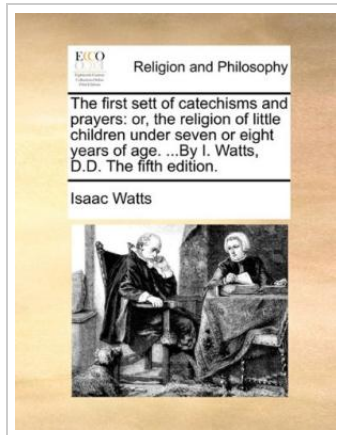 ECCO
Religion and Philosophy
The first sett of catechisms and
prayers: or, the religion of little
children under seven or eight
years of age. ...By I. Watts,
D.D. The fifth edition.
Isaac Watts